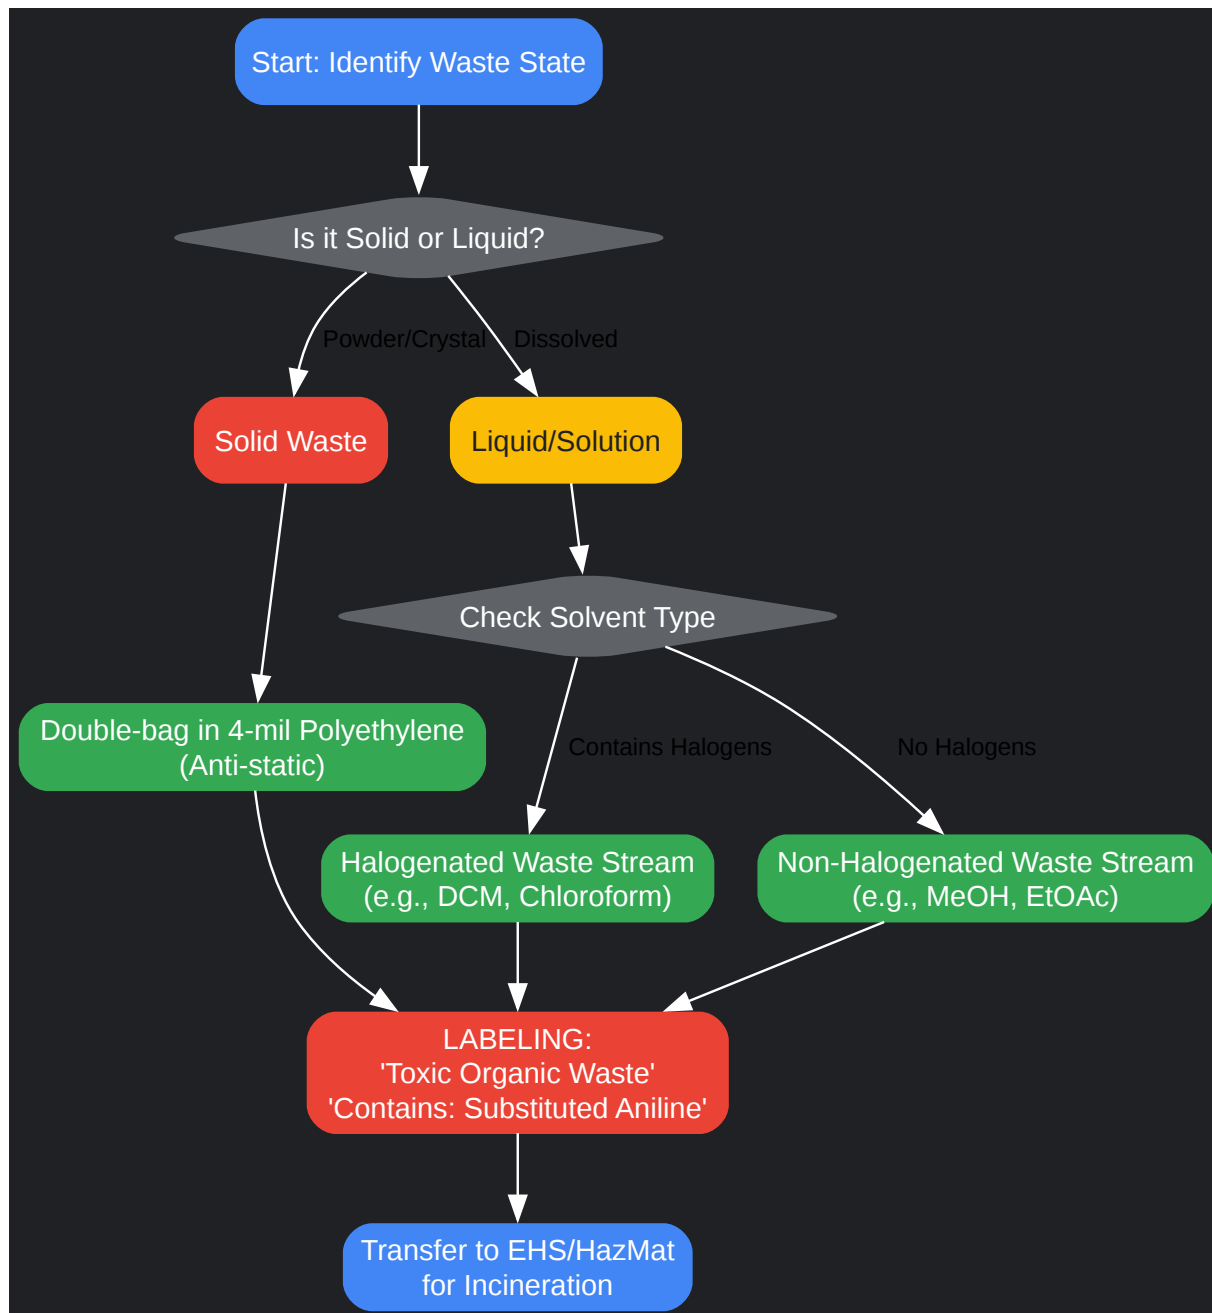 Start: Identify Waste State
Is it Solid or Liquid?
Powder/Crystal
Dissolved
Solid Waste
Liquid/Solution
Check Solvent Type
Double-bag in 4-mil Polyethylene
(Anti-static)
Contains Halogens
No Halogens
Halogenated Waste Stream
(e.g., DCM, Chloroform)
Non-Halogenated Waste Stream
(e.g., MeOH, EtOAc)
LABELING:
'Toxic Organic Waste'
'Contains: Substituted Aniline'
Transfer to EHS/HazMat
for Incineration